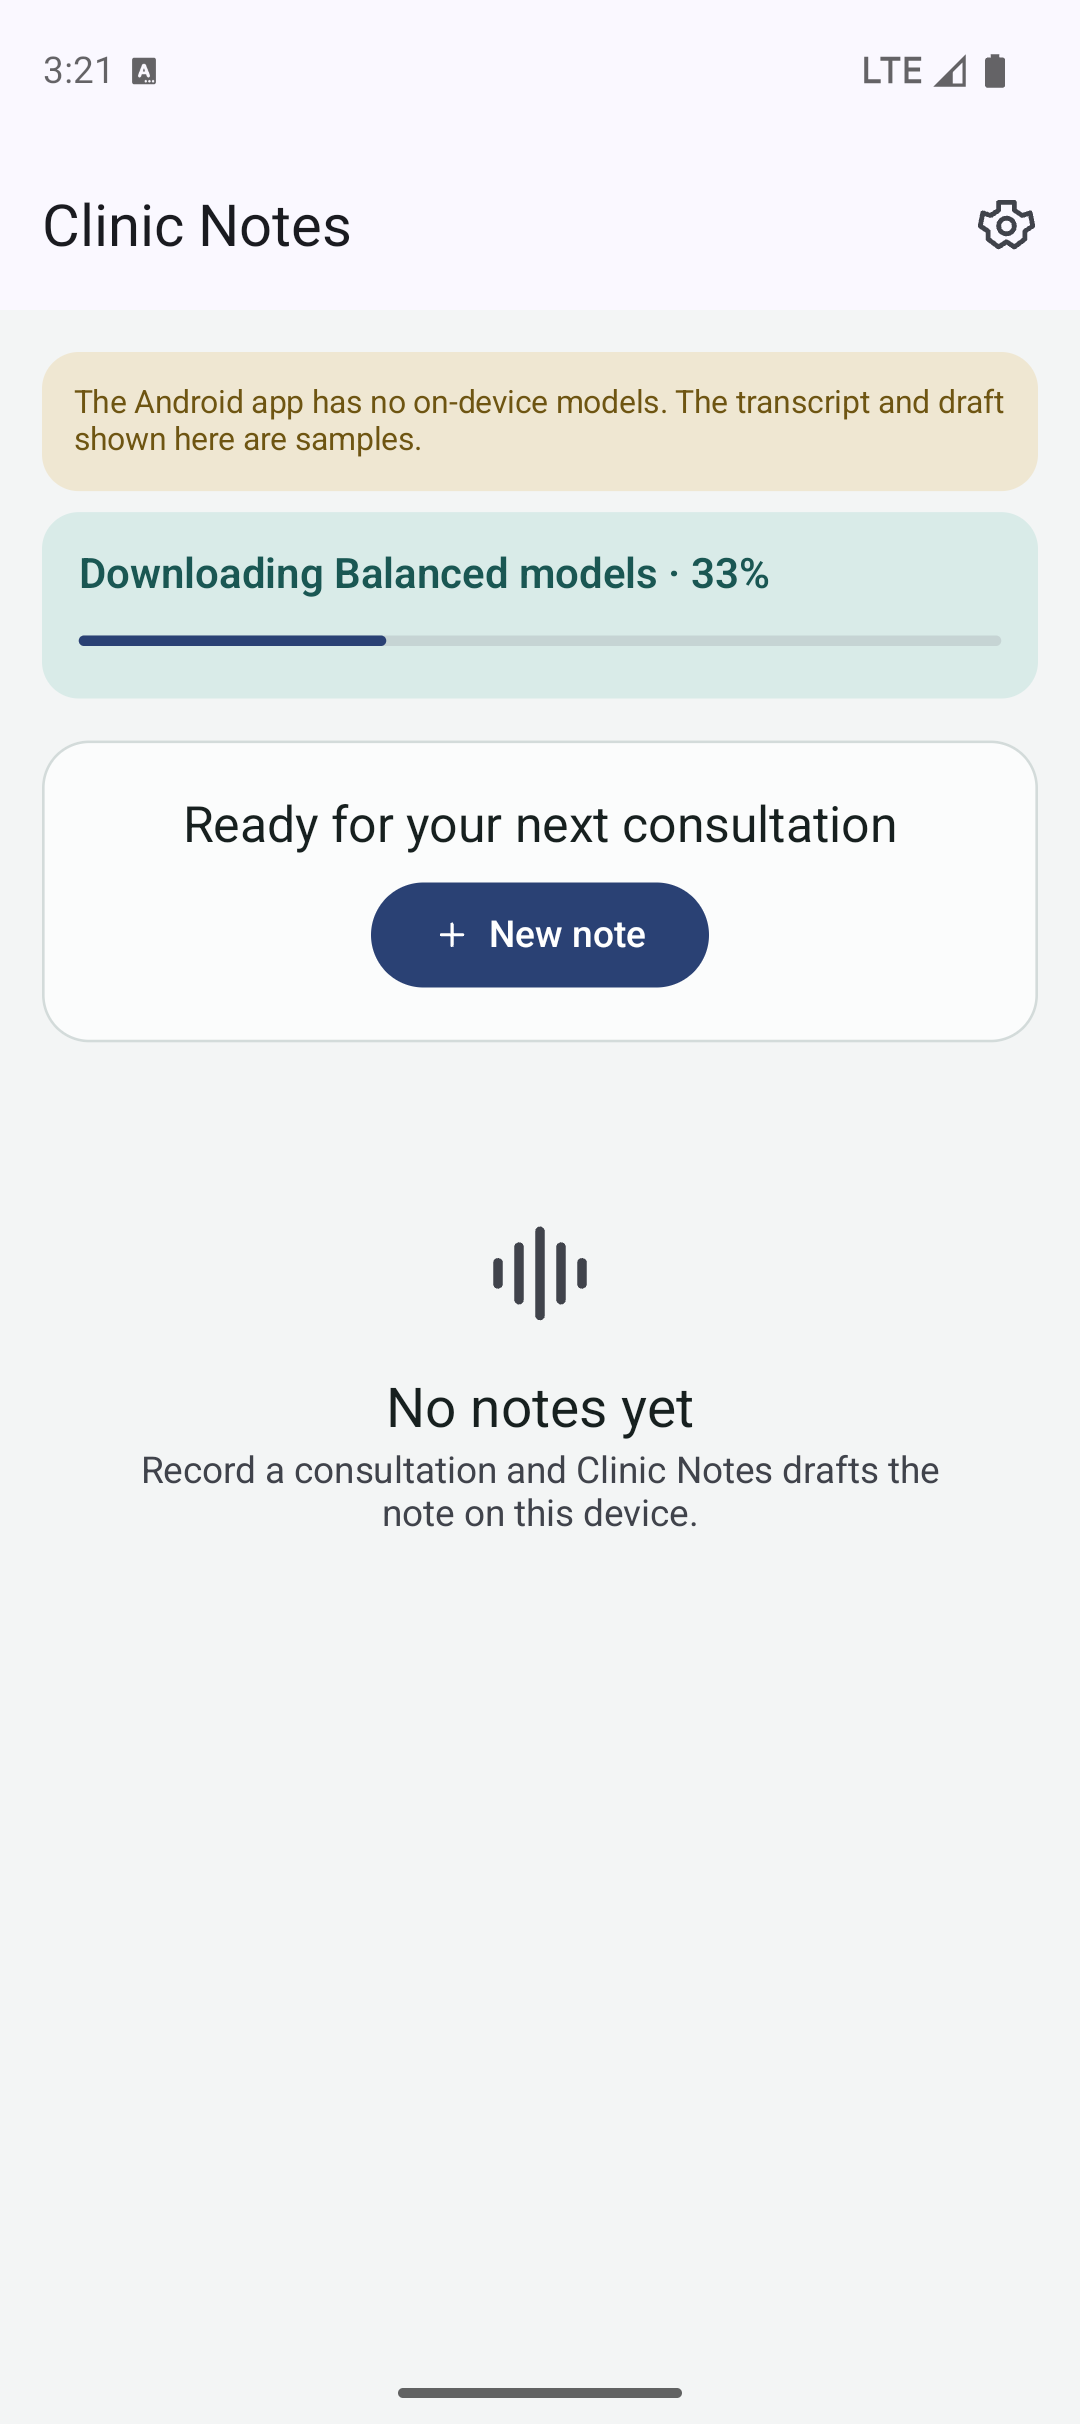 3:21
LTE
Clinic Notes
The Android app has no on-device models. The transcript and draft
shown here are samples.
Downloading Balanced models · 33%
Ready for your next consultation
+ New note
No notes yet
Record a consultation and Clinic Notes drafts the
note on this device.